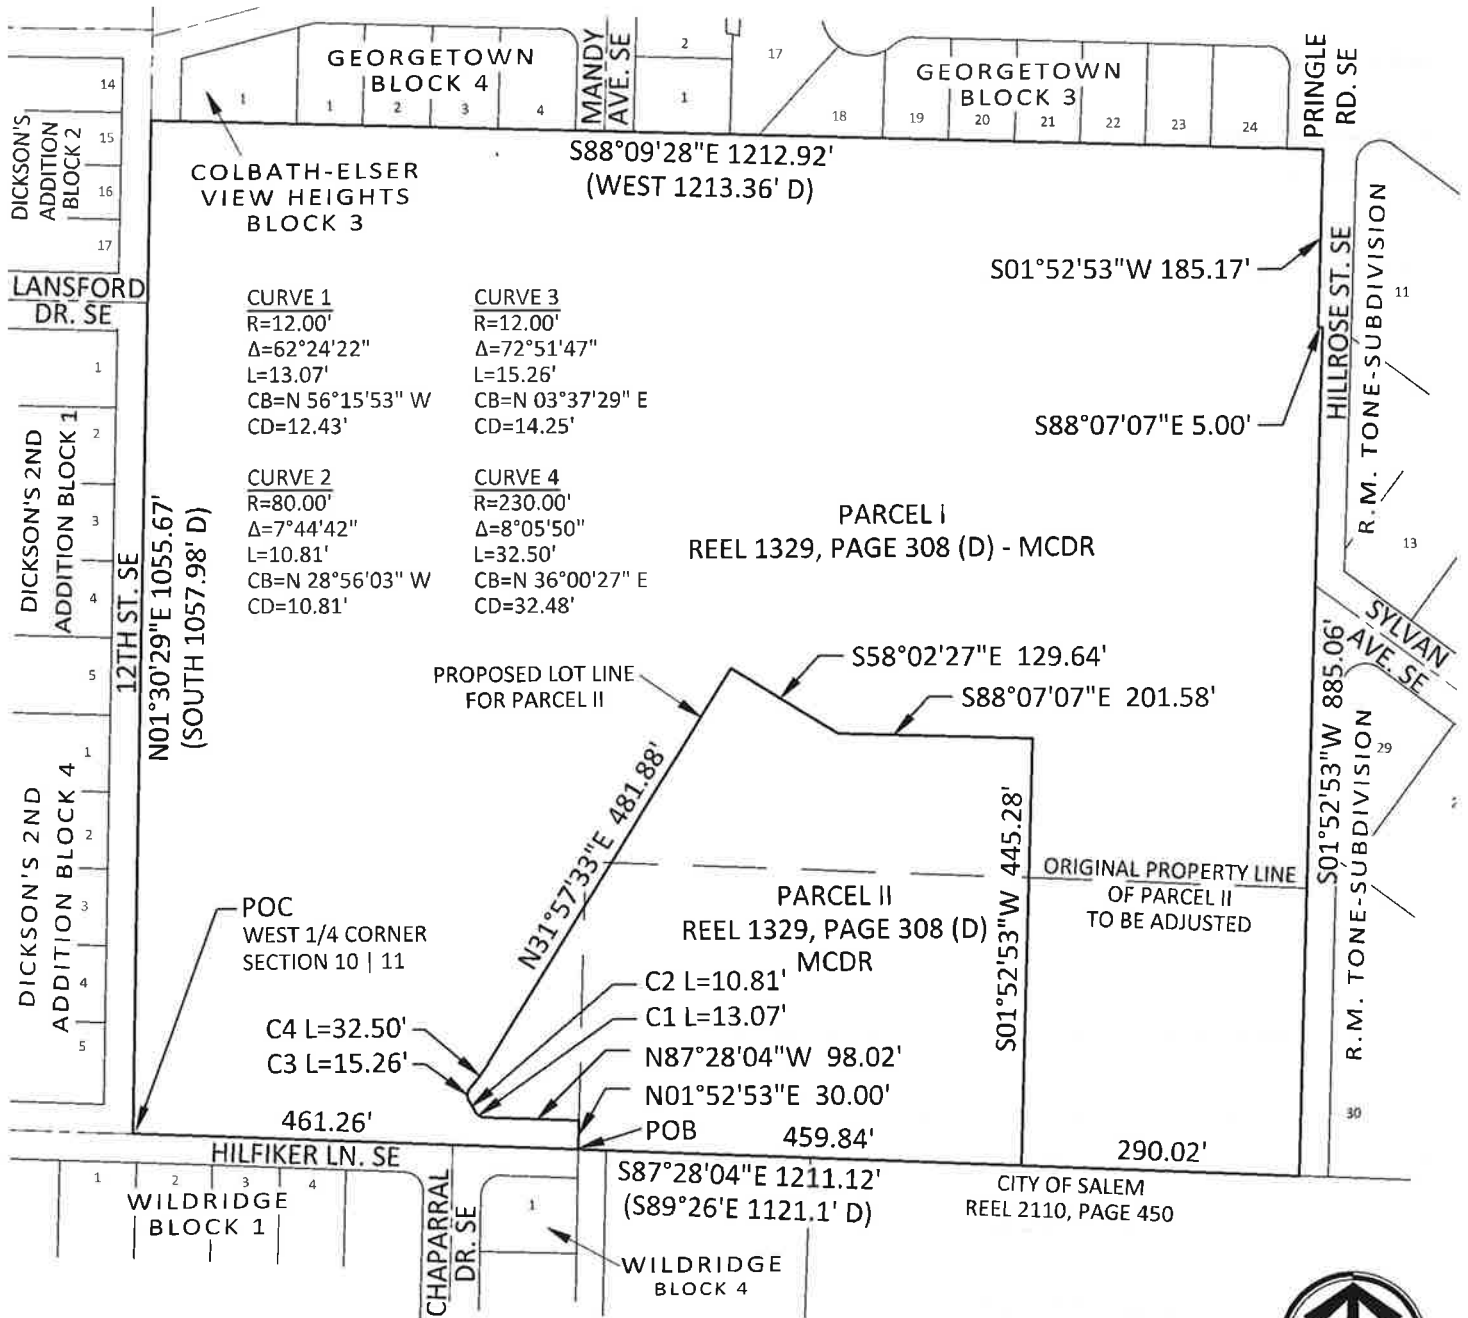 GEORGETOWN
BLOCK 4
1
1
2
3
4
MANDY
AVE. SE
2
1
17
18
GEORGETOWN
BLOCK 3
19
20
21
22
23
24
PRINGLE
RD. SE
DICKSON'S
ADDITION
BLOCK 2
14
15
16
17
COLBATH-ELSER
VIEW HEIGHTS
BLOCK 3
S88°09'28"E 1212.92'
(WEST 1213.36' D)
S01°52'53"W 185.17'
HILLROSE ST. SE
R.M. TONE-SUBDIVISION
11
13
LANSFORD
DR. SE
CURVE 1
R=12.00'
Δ=62°24'22"
L=13.07'
CB=N 56°15'53" W
CD=12.43'
CURVE 3
R=12.00'
Δ=72°51'47"
L=15.26'
CB=N 03°37'29" E
CD=14.25'
S88°07'07"E 5.00'
CURVE 2
R=80.00'
Δ=7°44'42"
L=10.81'
CB=N 28°56'03" W
CD=10.81'
CURVE 4
R=230.00'
Δ=8°05'50"
L=32.50'
CB=N 36°00'27" E
CD=32.48'
DICKSON'S 2ND
ADDITION BLOCK 1
1
2
3
4
5
12TH ST. SE
N01°30'29"E 1055.67'
(SOUTH 1057.98' D)
PARCEL I
REEL 1329, PAGE 308 (D) - MCDR
SYLVAN
AVE. SE
PROPOSED LOT LINE
FOR PARCEL II
S58°02'27"E 129.64'
S88°07'07"E 201.58'
S01°52'53"W 885.06'
R.M. TONE-SUBDIVISION
29
2
30
DICKSON'S 2ND
ADDITION BLOCK 4
1
2
3
4
5
N31°57'33"E 481.88'
S01°52'53"W 445.28'
ORIGINAL PROPERTY LINE
OF PARCEL II
TO BE ADJUSTED
PARCEL II
REEL 1329, PAGE 308 (D)
MCDR
POC
WEST 1/4 CORNER
SECTION 10 | 11
C2 L=10.81'
C1 L=13.07'
C4 L=32.50'
C3 L=15.26'
N87°28'04"W 98.02'
N01°52'53"E 30.00'
POB
461.26'
459.84'
290.02'
HILFIKER LN. SE
S87°28'04"E 1211.12'
(S89°26'E 1121.1' D)
CITY OF SALEM
REEL 2110, PAGE 450
1
2
3
4
WILDRIDGE
BLOCK 1
CHAPARRAL
DR. SE
1
WILDRIDGE
BLOCK 4